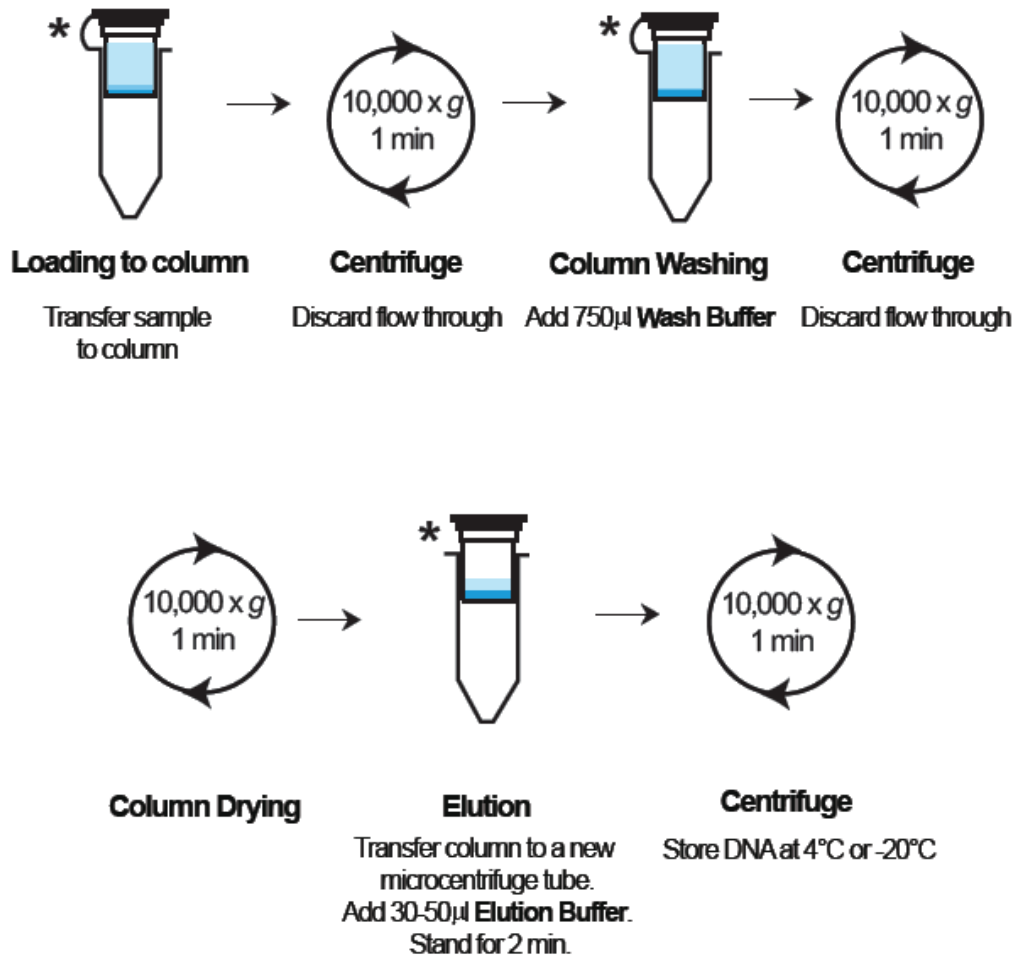 *
10,000 x g
1 min
*
10,000 x g
1 min
Loading to column
Centrifuge
Column Washing
Centrifuge
Transfer sample
to column
Discard flow through
Add 750µl Wash Buffer
Discard flow through
10,000 x g
1 min
*
10,000 x g
1 min
Column Drying
Elution
Centrifuge
Transfer column to a new
microcentrifuge tube.
Add 30-50µl Elution Buffer.
Stand for 2 min.
Store DNA at 4°C or -20°C